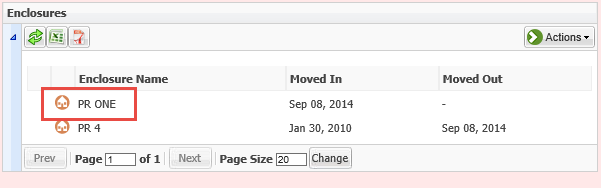 Enclosures
Actions
Enclosure Name Moved In Moved Out
PR ONE Sep 08, 2014 -
PR 4 Jan 30, 2010 Sep 08, 2014
Prev Page 1 of 1 Next Page Size 20 Change